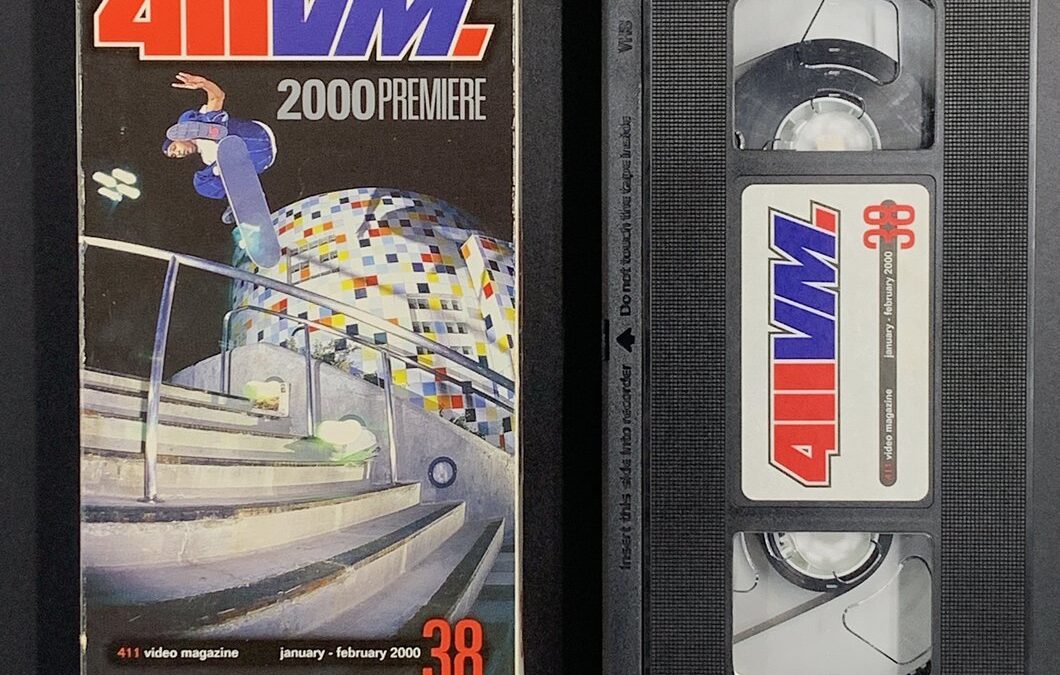 411VM.
2000 PREMIERE
411 video magazine
january - february 2000
38
VHS
Insert this side into recorder ▲ Do not touch the tape inside
411VM.
38
411 video magazine
january - february 2000